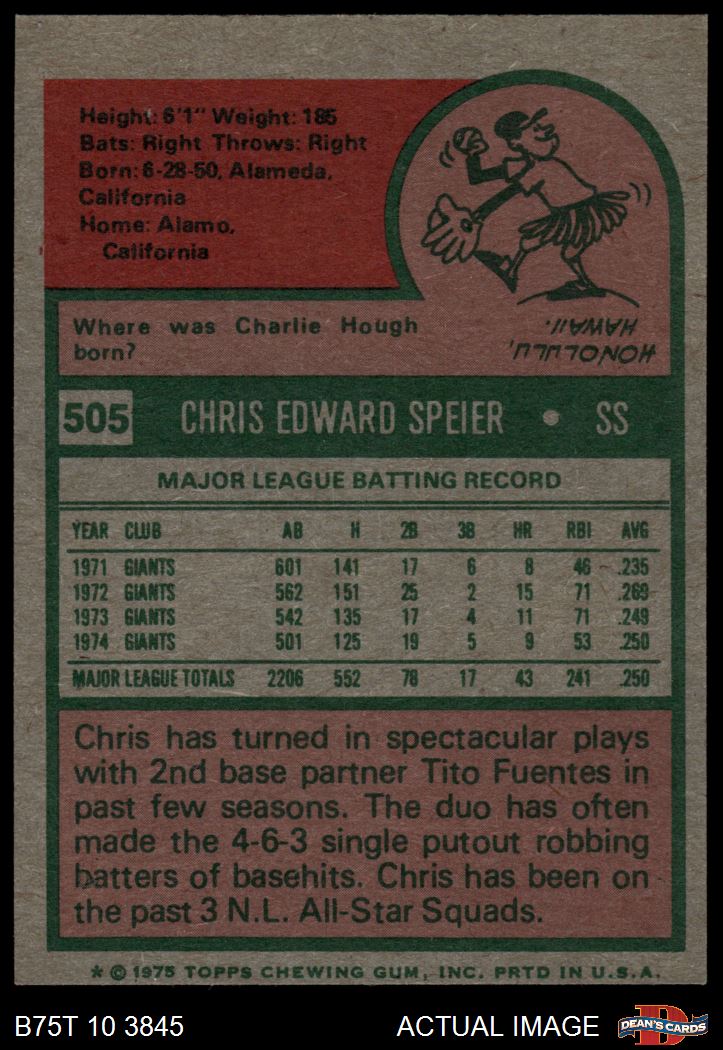 Height: 6'1" Weight: 185
Bats: Right Throws: Right
Born: 6-28-50, Alameda,
California
Home: Alamo,
California
Where was Charlie Hough
born?
HONOLULU,
HAWAII.
505 CHRIS EDWARD SPEIER • SS
MAJOR LEAGUE BATTING RECORD
YEAR CLUB AB H 2B 3B HR RBI AVG
1971 GIANTS 601 141 17 6 8 46 .235
1972 GIANTS 562 151 25 2 15 71 .269
1973 GIANTS 542 135 17 4 11 71 .249
1974 GIANTS 501 125 19 5 9 53 .250
MAJOR LEAGUE TOTALS 2206 552 78 17 43 241 .250
Chris has turned in spectacular plays
with 2nd base partner Tito Fuentes in
past few seasons. The duo has often
made the 4-6-3 single putout robbing
batters of basehits. Chris has been on
the past 3 N.L. All-Star Squads.
* © 1975 TOPPS CHEWING GUM, INC. PRTD IN U.S.A.
B75T 10 3845 ACTUAL IMAGE D DEAN'S CARDS